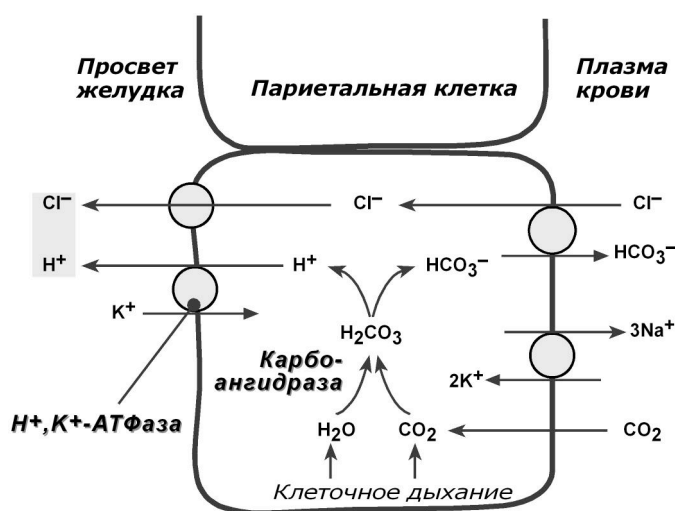 Просвет
желудка
Париетальная клетка
Плазма
крови
Cl⁻ Cl⁻ Cl⁻
H⁺ H⁺ HCO₃⁻ HCO₃⁻
K⁺
H₂CO₃
3Na⁺
Карбо-
ангидраза
2K⁺
H⁺,K⁺-АТФаза
H₂O CO₂ CO₂
Клеточное дыхание